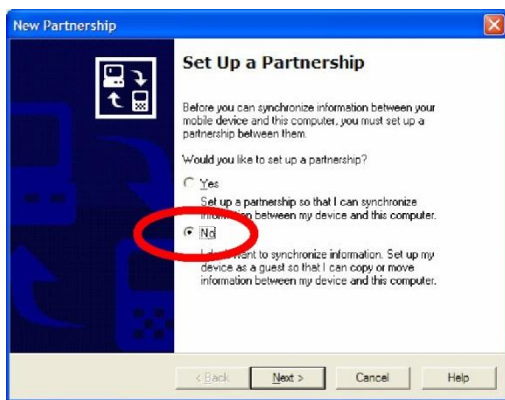 New Partnership
Set Up a Partnership
Before you can synchronize information between your
mobile device and this computer, you must set up a
partnership between them.
Would you like to set up a partnership?
Yes
Set up a partnership so that I can synchronize
information between my device and this computer.
No
I don't want to synchronize information. Set up my
device as a guest so that I can copy or move
information between my device and this computer.
< Back
Next >
Cancel
Help